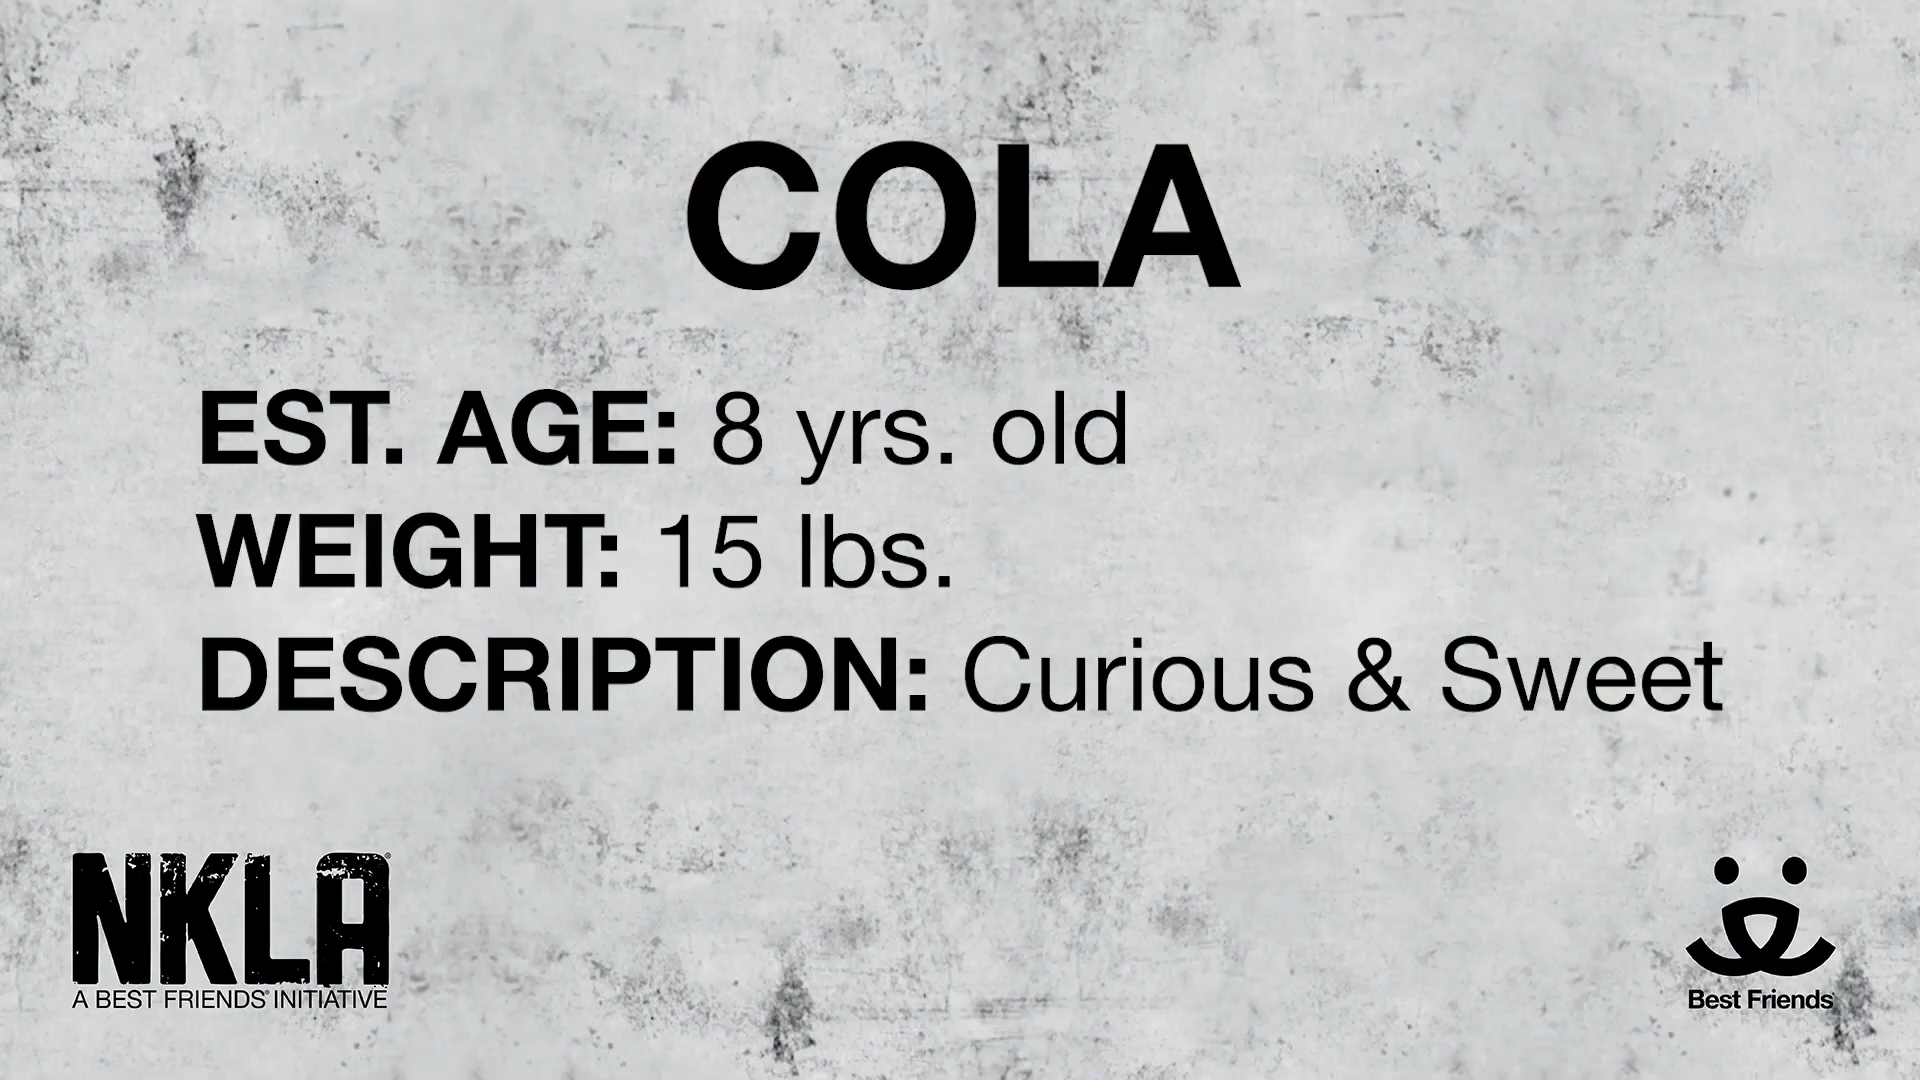 COLA
EST. AGE: 8 yrs. old
WEIGHT: 15 lbs.
DESCRIPTION: Curious & Sweet
NKLA®
A BEST FRIENDS® INITIATIVE
Best Friends